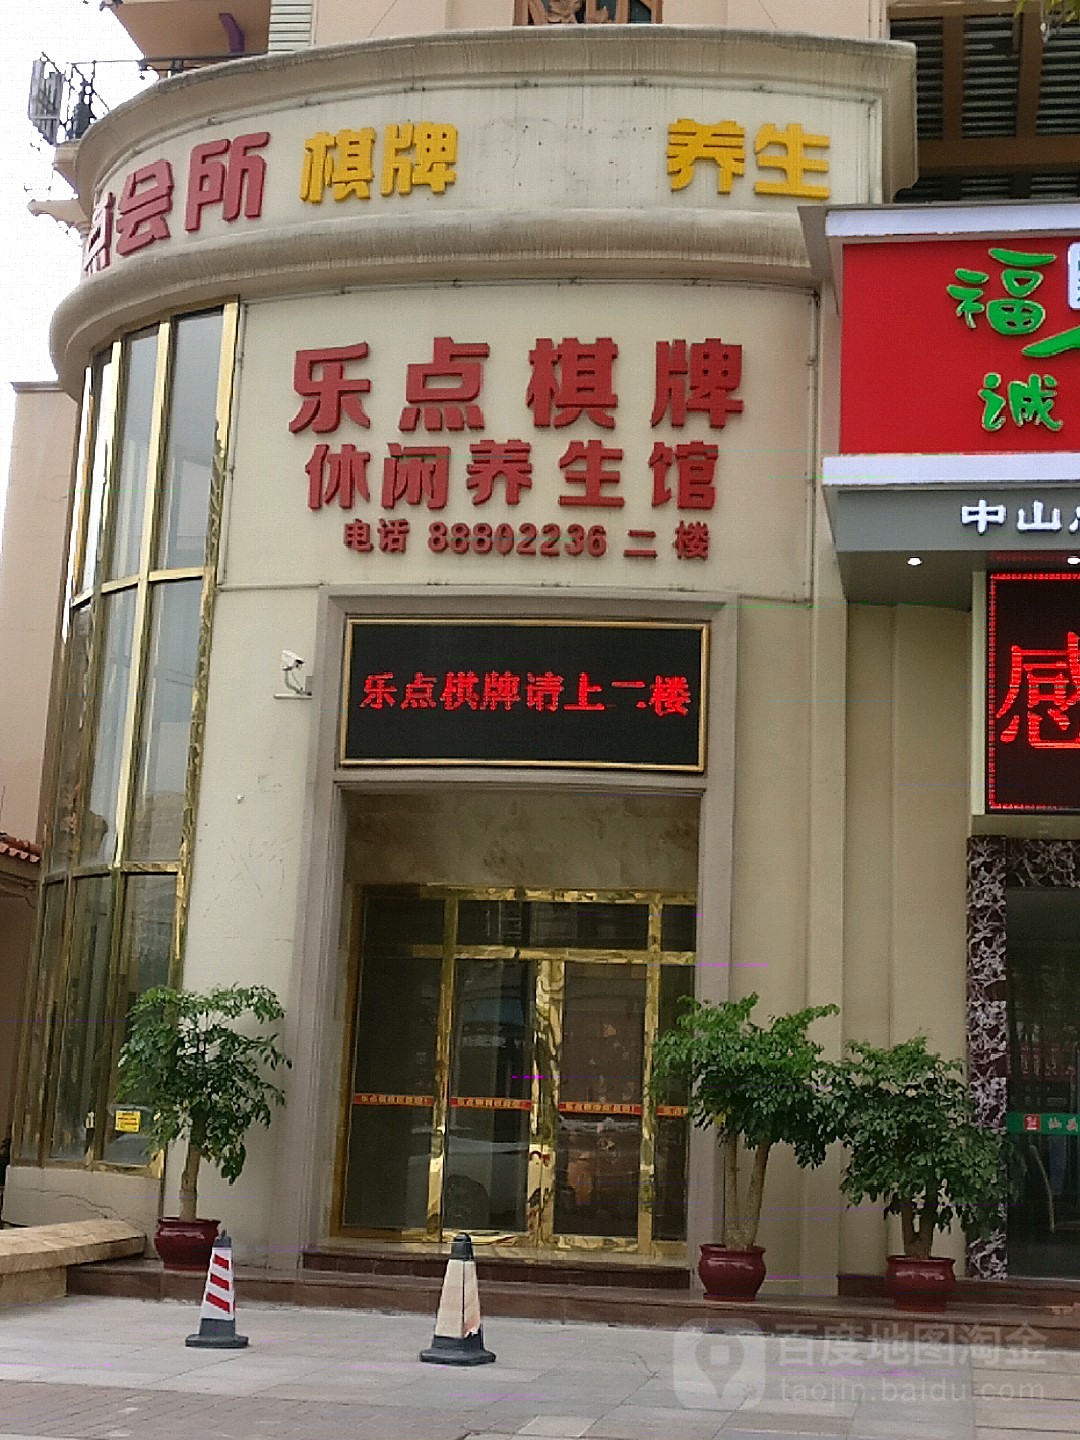 会所 棋牌 养生
乐点棋牌
休闲养生馆
电话 88802236 二楼
乐点棋牌请上二楼
福
诚
中山
感
百度地图淘金
taojin.baidu.com